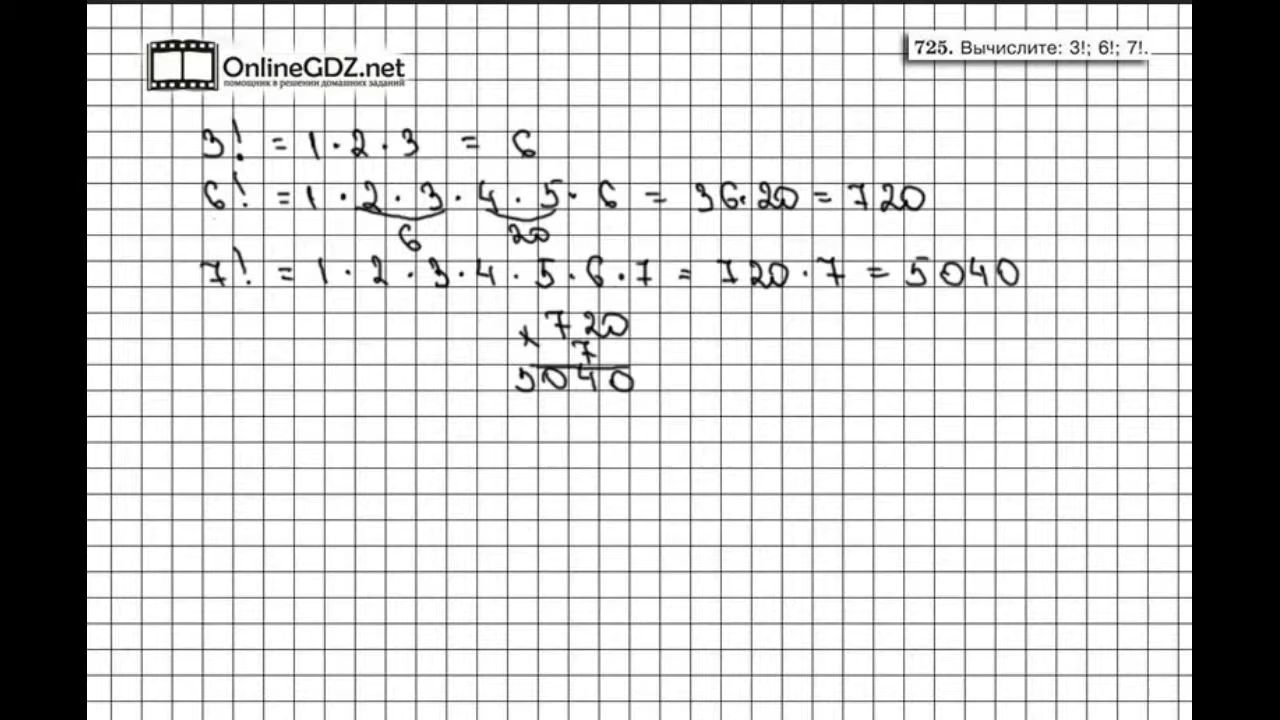 OnlineGDZ.net
помощник в решении домашних заданий
725. Вычислите: 3!; 6!; 7!.
3! = 1 · 2 · 3 = 6
6! = 1 · 2 · 3 · 4 · 5 · 6 = 36 · 20 = 720
6 20
7! = 1 · 2 · 3 · 4 · 5 · 6 · 7 = 720 · 7 = 5040
× 720
7
5040